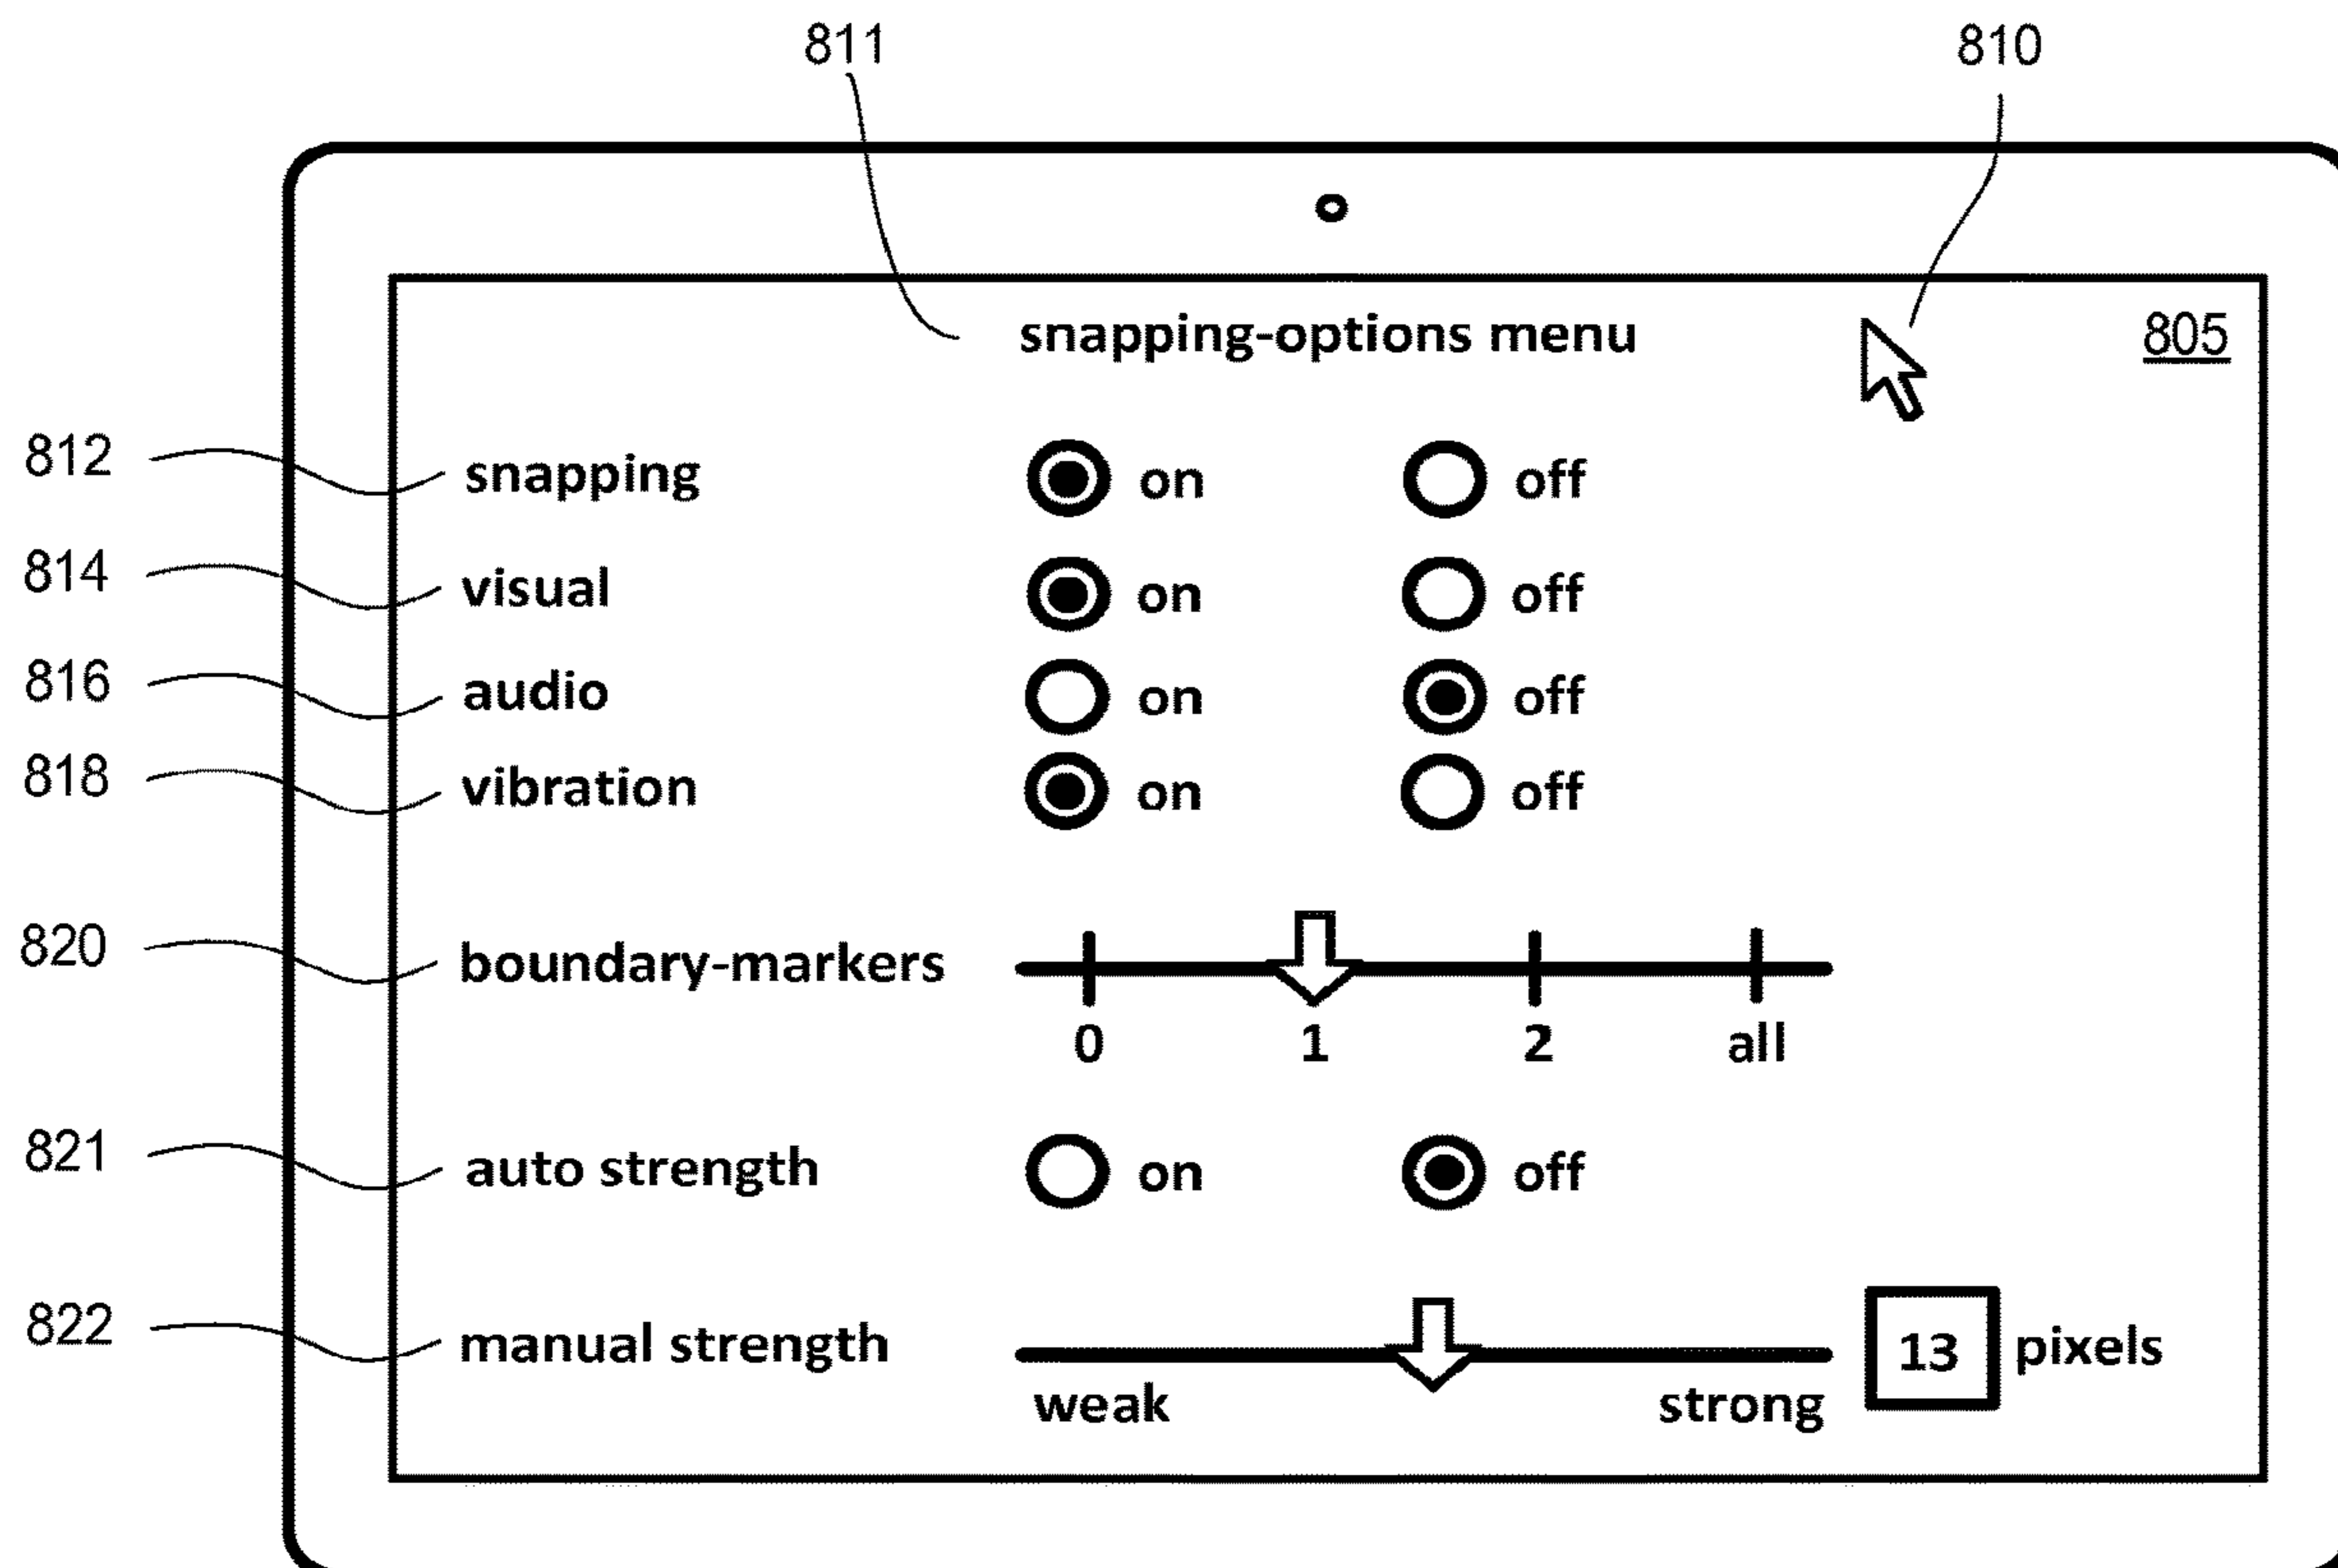 811 810
snapping-options menu 805
812 snapping on off
814 visual on off
816 audio on off
818 vibration on off
820 boundary-markers
0 1 2 all
821 auto strength on off
822 manual strength 13 pixels
weak strong